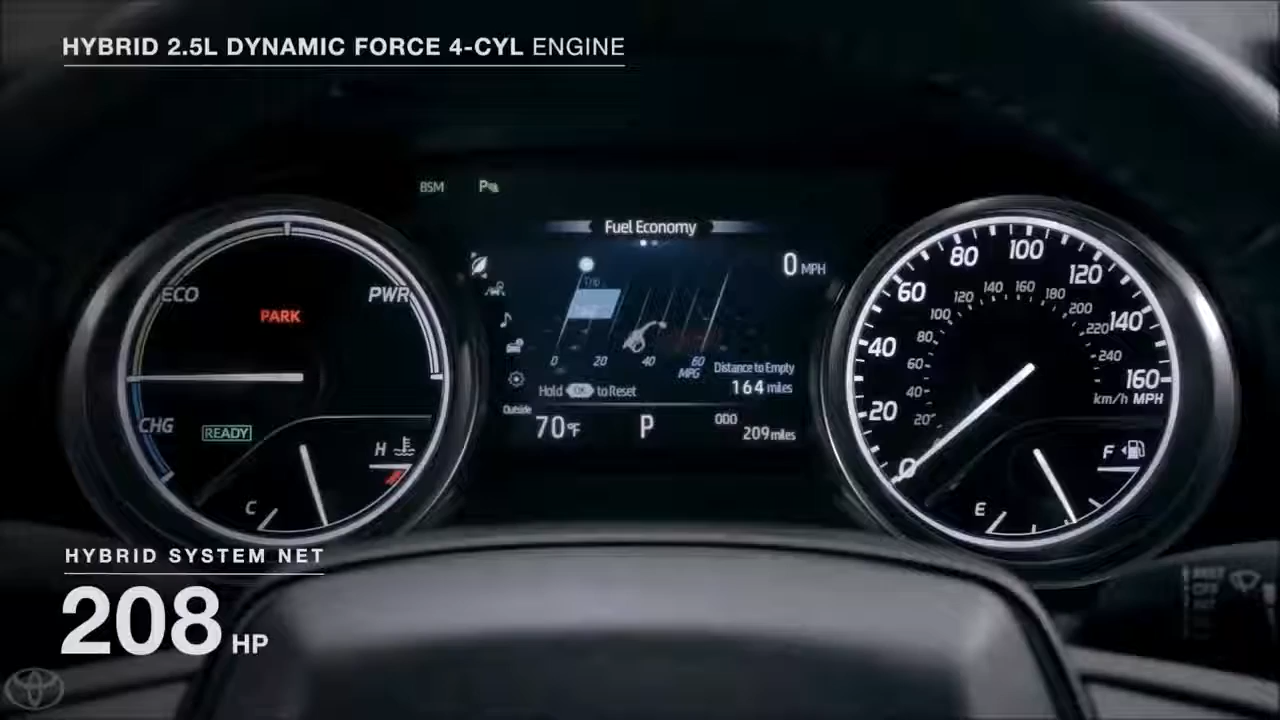 HYBRID 2.5L DYNAMIC FORCE 4-CYL ENGINE
BSM P
Fuel Economy
0 MPH
Trip
0 20 40 60
MPG
Distance to Empty
164 miles
Hold OK to Reset
Outside
70°F
P
000
209 miles
ECO
PWR
PARK
CHG
READY
H
C
0 20 40 60 80 100 120 140 160
20 40 60 80 100 120 140 160 180 200 220 240
km/h MPH
F
E
HYBRID SYSTEM NET
208 HP
OFF